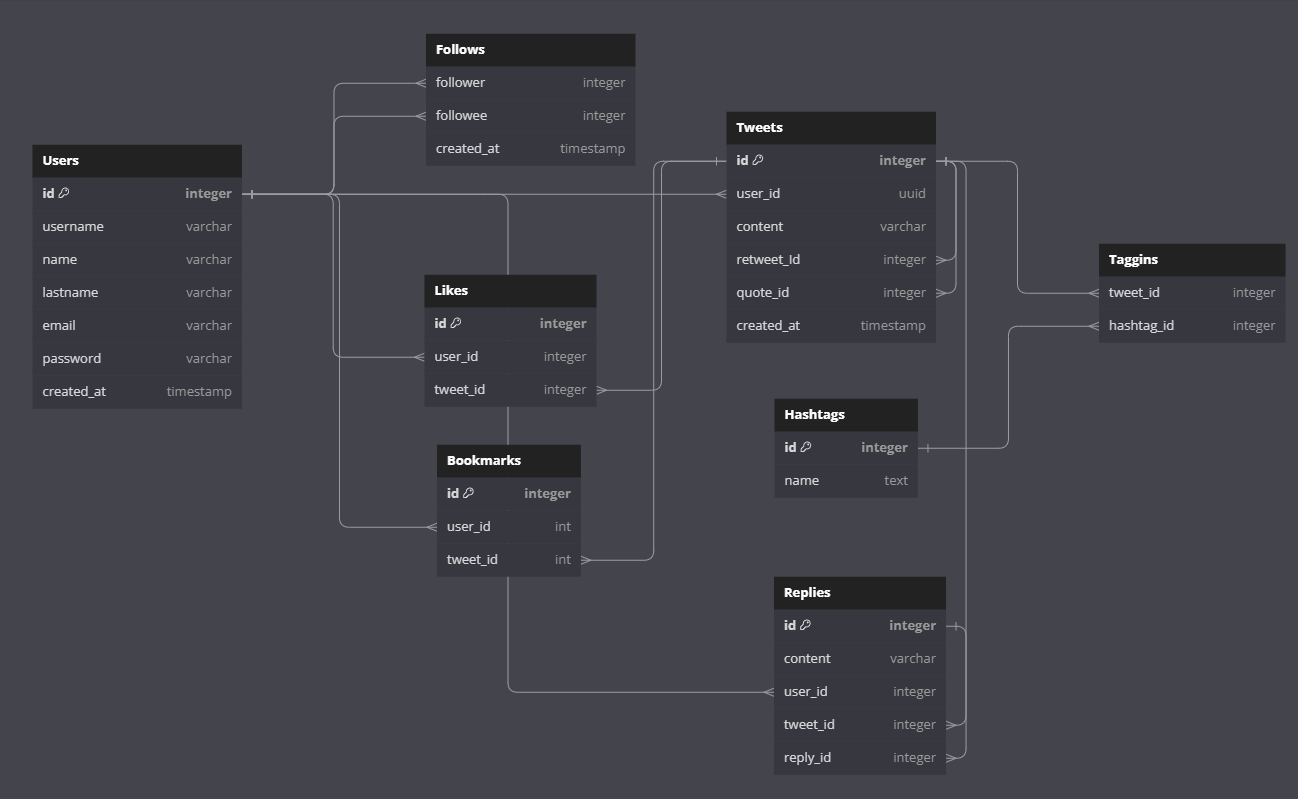 Follows
follower integer
followee integer
created_at timestamp
Users
id integer
username varchar
name varchar
lastname varchar
email varchar
password varchar
created_at timestamp
Tweets
id integer
user_id uuid
content varchar
retweet_Id integer
quote_id integer
created_at timestamp
Taggins
tweet_id integer
hashtag_id integer
Likes
id integer
user_id integer
tweet_id integer
Hashtags
id integer
name text
Bookmarks
id integer
user_id int
tweet_id int
Replies
id integer
content varchar
user_id integer
tweet_id integer
reply_id integer